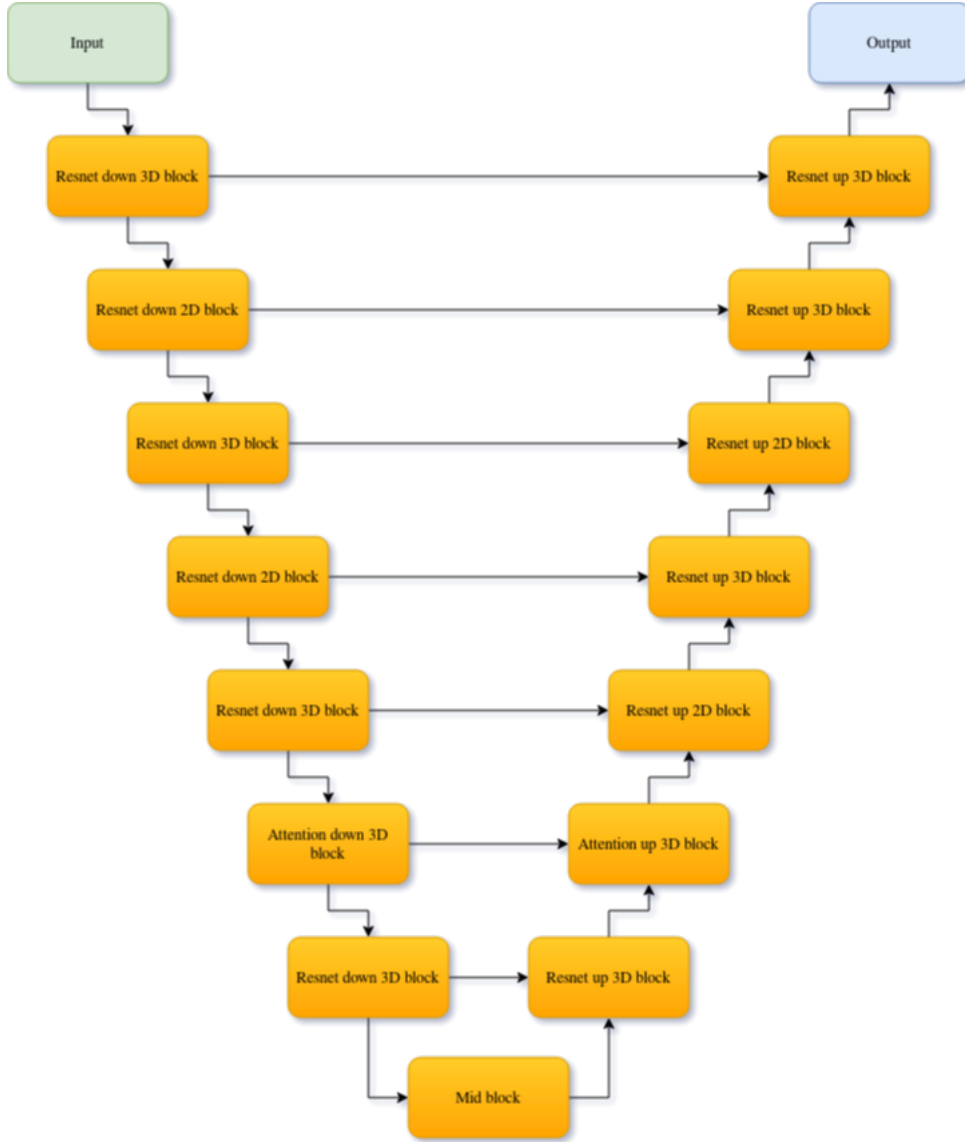 Input
Output
Resnet down 3D block
Resnet up 3D block
Resnet down 2D block
Resnet up 3D block
Resnet down 3D block
Resnet up 2D block
Resnet down 2D block
Resnet up 3D block
Resnet down 3D block
Resnet up 2D block
Attention down 3D
block
Attention up 3D block
Resnet down 3D block
Resnet up 3D block
Mid block